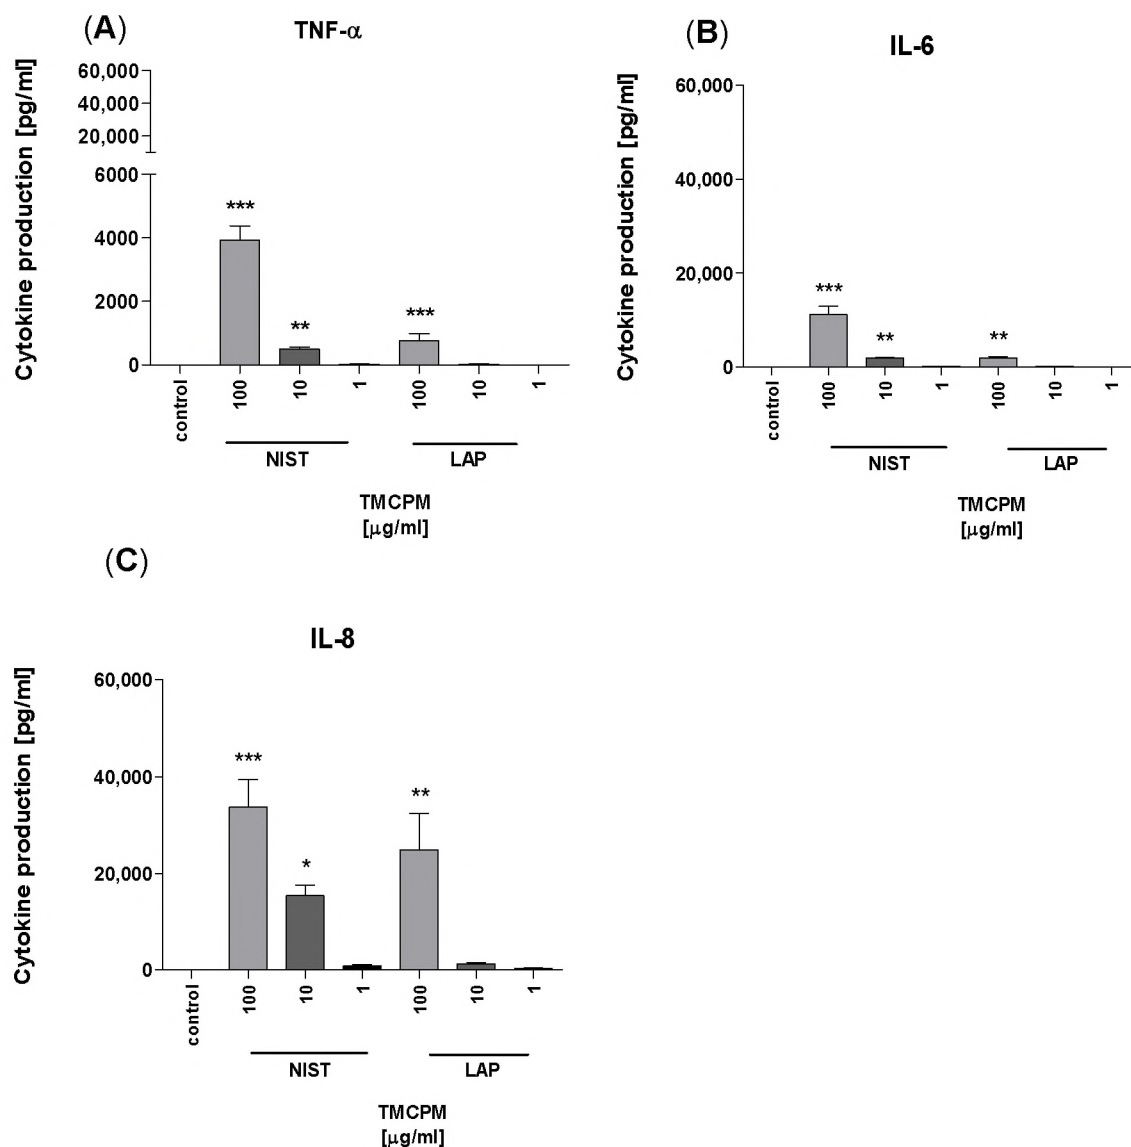 (A)
TNF-α
Cytokine production [pg/ml]
60,000
40,000
20,000
6000
4000
2000
0
***
**
***
control
100
10
1
100
10
1
NIST
LAP
TMCPM
[μg/ml]
(B)
IL-6
Cytokine production [pg/ml]
60,000
40,000
20,000
0
***
**
**
control
100
10
1
100
10
1
NIST
LAP
TMCPM
[μg/ml]
(C)
IL-8
Cytokine production [pg/ml]
60,000
40,000
20,000
0
***
*
**
control
100
10
1
100
10
1
NIST
LAP
TMCPM
[μg/ml]